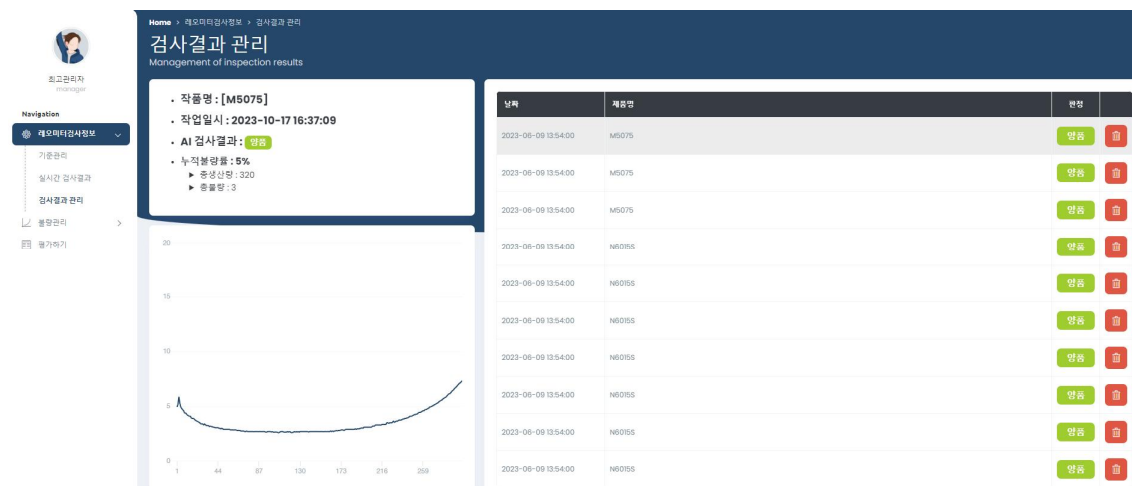 Home > 레오미터검사정보 > 검사결과 관리
검사결과 관리
Management of inspection results
최고관리자
manager
Navigation
레오미터검사정보
기준관리
실시간 검사결과
검사결과 관리
불량관리
평가하기
• 작품명 : [M5075]
• 작업일시 : 2023-10-17 16:37:09
• AI 검사결과 : 양품
• 누적불량률 : 5%
▶ 총생산량 : 320
▶ 총불량 : 3
20
15
10
5
0
1 44 87 130 173 216 259
날짜 제품명 판정
2023-06-09 13:54:00 M5075 양품
2023-06-09 13:54:00 M5075 양품
2023-06-09 13:54:00 M5075 양품
2023-06-09 13:54:00 N6015S 양품
2023-06-09 13:54:00 N6015S 양품
2023-06-09 13:54:00 N6015S 양품
2023-06-09 13:54:00 N6015S 양품
2023-06-09 13:54:00 N6015S 양품
2023-06-09 13:54:00 N6015S 양품
2023-06-09 13:54:00 N6015S 양품